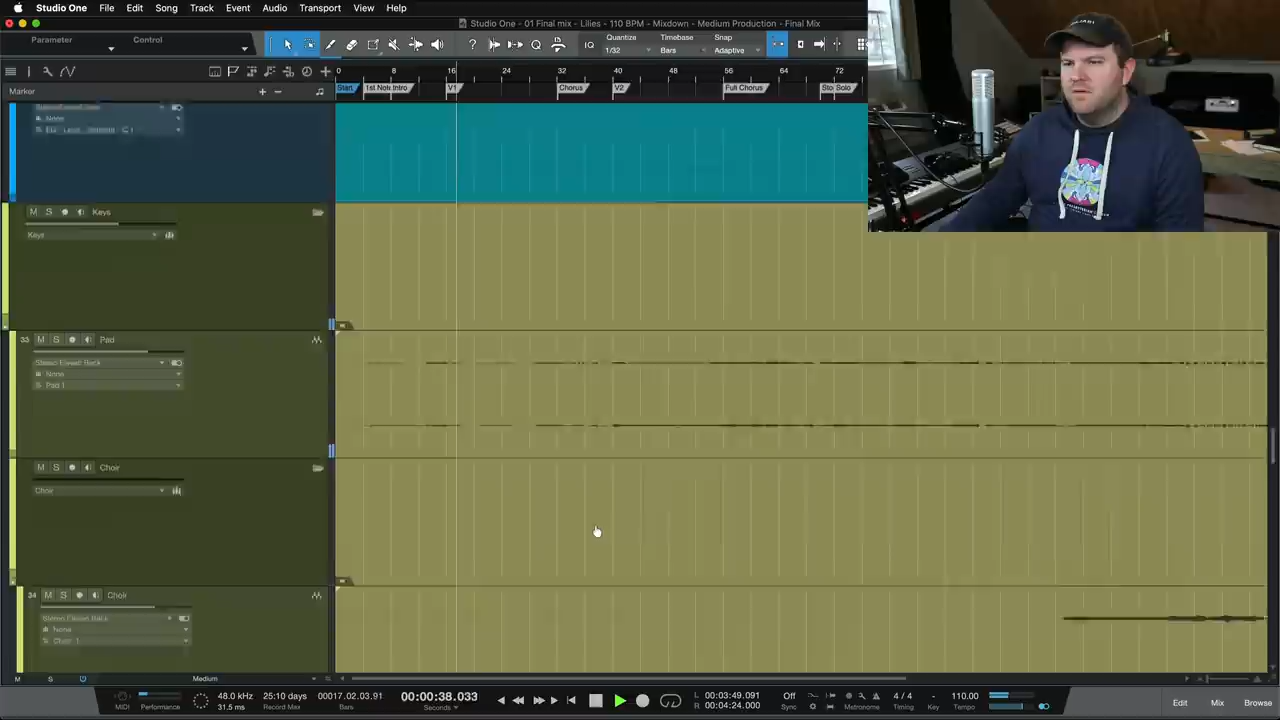 Studio One File Edit Song Track Event Audio Transport View Help
Studio One - 01 Final mix - Lilies - 110 BPM - Mixdown - Medium Production - Final Mix
Parameter Control
Quantize Timebase Snap
IQ 1/32 Bars Adaptive
0 16 24 32 40 48 56 64 72
Marker
Start 1st Note Intro V1 Chorus V2 Full Chorus Solo
None
M S Keys
Keys
33 M S Pad
None
Pad 1
M S Choir
Choir
34 M S Choir
None
Choir 1
M S Medium
MIDI Performance
48.0 kHz
31.5 ms
25:10 days
Record Max
00017.02.03.91
Bars
00:00:38.033
Seconds
L 00:03:49.091
R 00:04:24.000
Off
Sync
Metronome
4 / 4
Timing
-
Key
110.00
Tempo
Edit Mix Browse